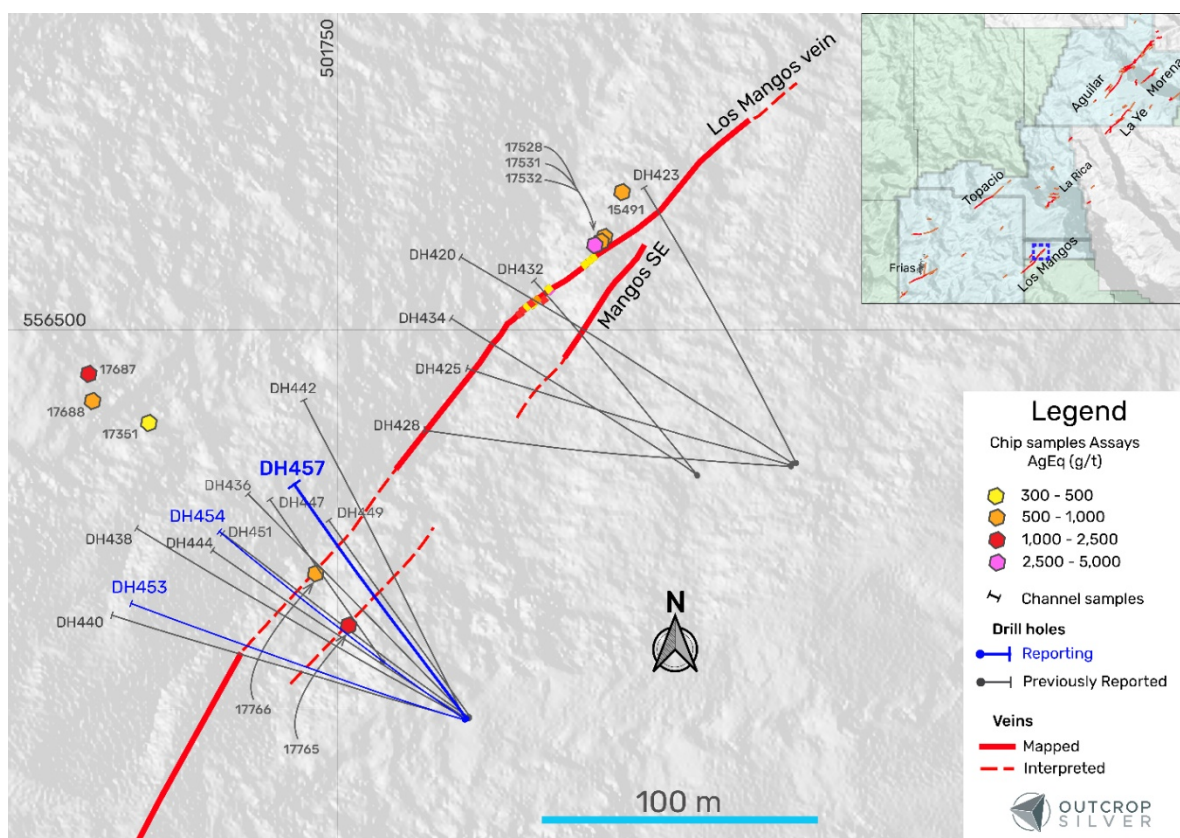 501750
Los Mangos vein
17528
17531
17532
DH423
15491
DH420
DH432
Mangos SE
DH434
556500
DH425
17687
17688
17351
DH442
DH428
DH457
DH436
DH447
DH449
DH454
DH451
DH438
DH444
DH453
DH440
17766
17765
N
100 m
Aguilar
Morena
La Ye
Topacio
La Rica
Frias
Los Mangos
Legend
Chip samples Assays
AgEq (g/t)
300 - 500
500 - 1,000
1,000 - 2,500
2,500 - 5,000
Channel samples
Drill holes
Reporting
Previously Reported
Veins
Mapped
Interpreted
OUTCROP
SILVER